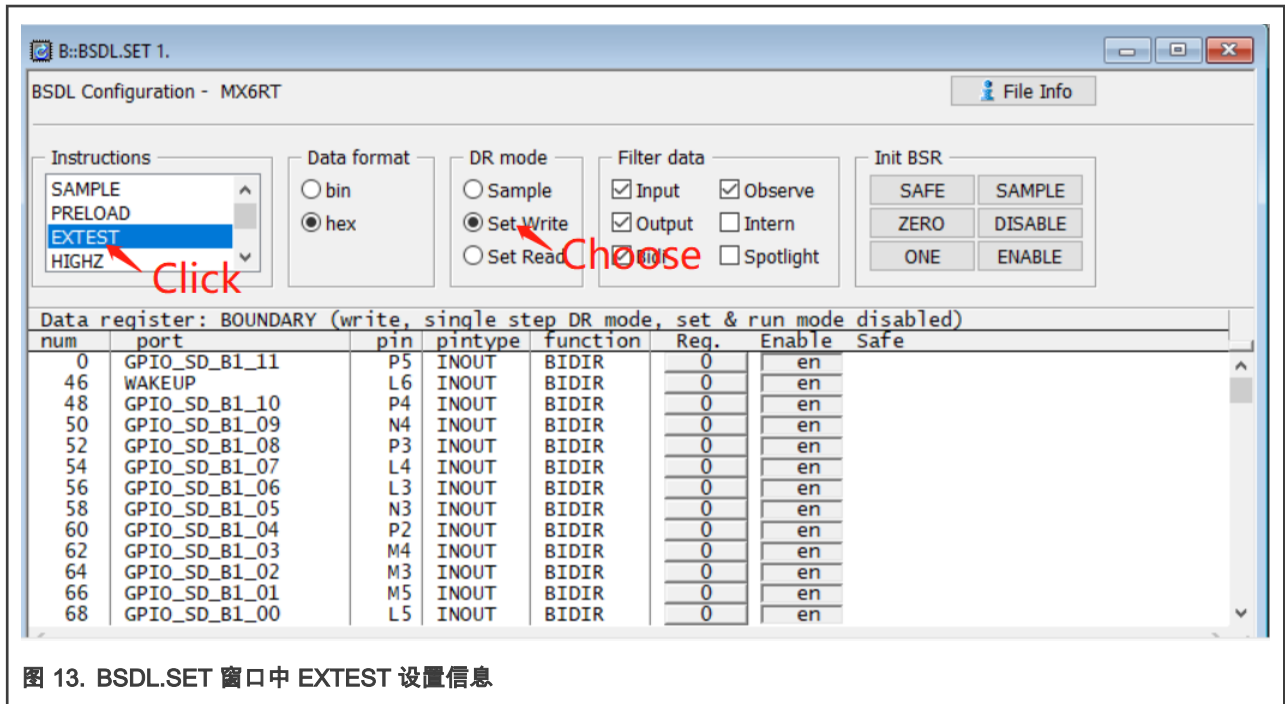 B::BSDL.SET 1.
BSDL Configuration - MX6RT
File Info
Instructions
SAMPLE
PRELOAD
EXTEST
HIGHZ
Click
Data format
bin
hex
DR mode
Sample
Set Write
Set Read
Choose
Filter data
Input
Observe
Output
Intern
Bidi
Spotlight
Init BSR
SAFE SAMPLE
ZERO DISABLE
ONE ENABLE
Data register: BOUNDARY (write, single step DR mode, set & run mode disabled)
num port pin pintype function Reg. Enable Safe
0 GPIO_SD_B1_11 P5 INOUT BIDIR 0 en
46 WAKEUP L6 INOUT BIDIR 0 en
48 GPIO_SD_B1_10 P4 INOUT BIDIR 0 en
50 GPIO_SD_B1_09 N4 INOUT BIDIR 0 en
52 GPIO_SD_B1_08 P3 INOUT BIDIR 0 en
54 GPIO_SD_B1_07 L4 INOUT BIDIR 0 en
56 GPIO_SD_B1_06 L3 INOUT BIDIR 0 en
58 GPIO_SD_B1_05 N3 INOUT BIDIR 0 en
60 GPIO_SD_B1_04 P2 INOUT BIDIR 0 en
62 GPIO_SD_B1_03 M4 INOUT BIDIR 0 en
64 GPIO_SD_B1_02 M3 INOUT BIDIR 0 en
66 GPIO_SD_B1_01 M5 INOUT BIDIR 0 en
68 GPIO_SD_B1_00 L5 INOUT BIDIR 0 en
图 13. BSDL.SET 窗口中 EXTEST 设置信息